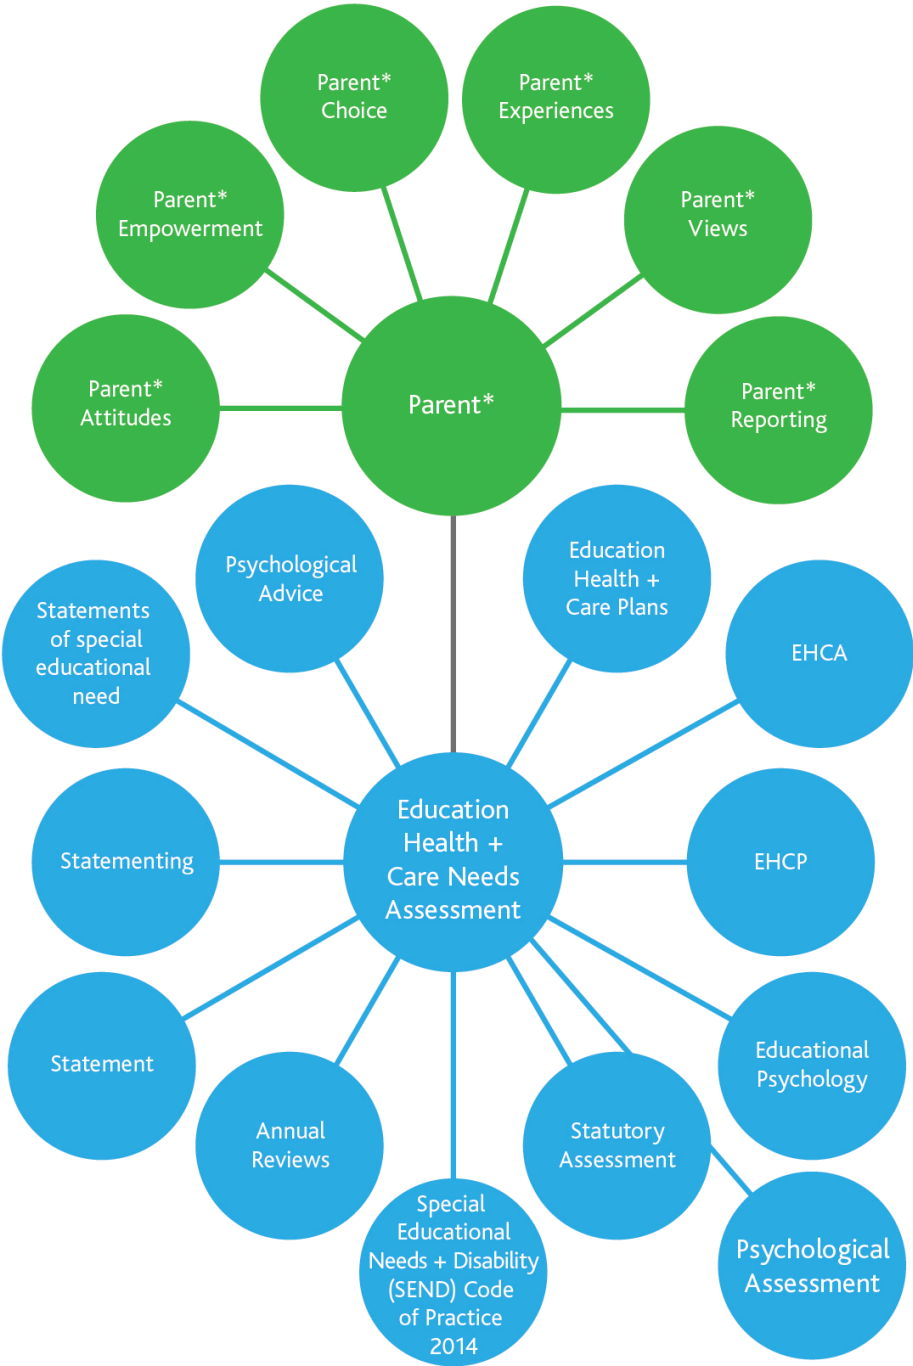 Parent*
Choice
Parent*
Experiences
Parent*
Empowerment
Parent*
Views
Parent*
Attitudes
Parent*
Parent*
Reporting
Psychological
Advice
Education
Health +
Care Plans
Statements
of special
educational
need
EHCA
Education
Health +
Care Needs
Assessment
Statementing
EHCP
Statement
Educational
Psychology
Annual
Reviews
Statutory
Assessment
Special
Educational
Needs + Disability
(SEND) Code
of Practice
2014
Psychological
Assessment